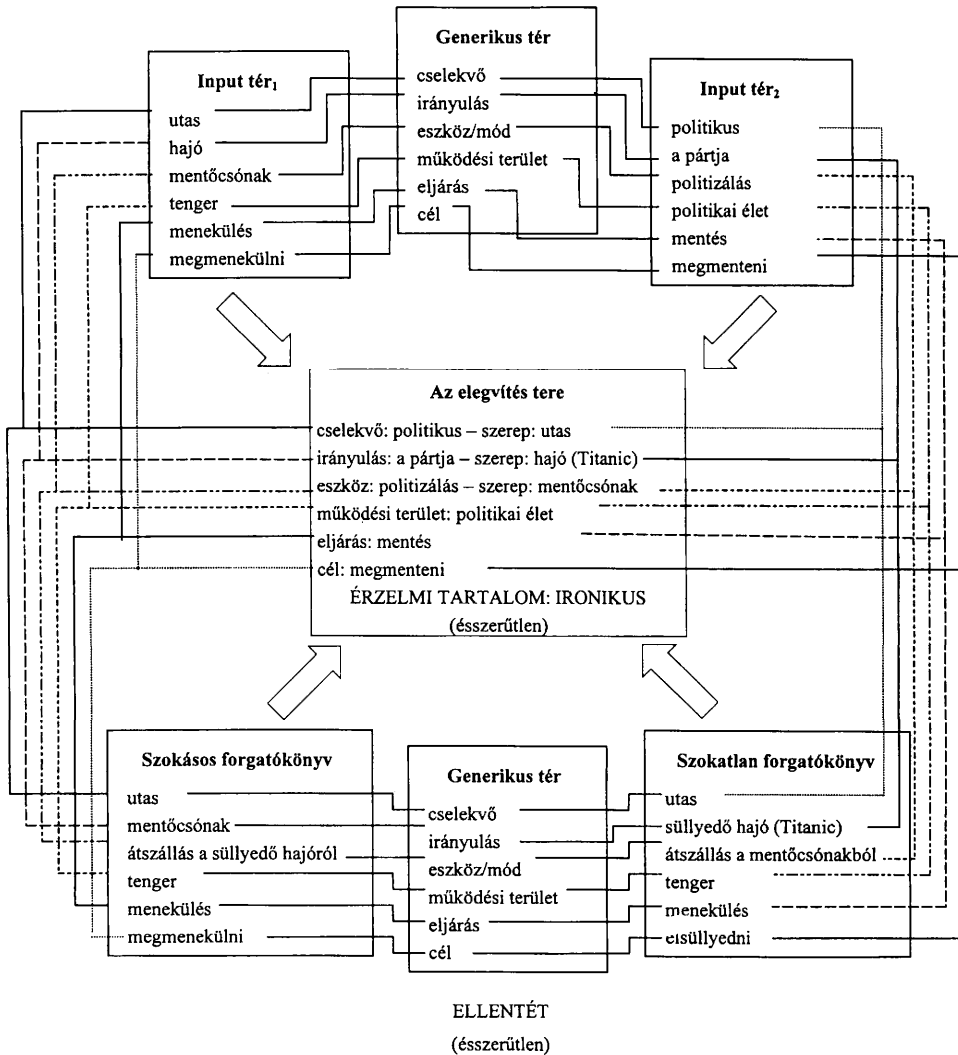 Generikus tér
cselekvő
irányulás
eszköz/mód
működési terület
eljárás
cél
Input tér₁
utas
hajó
mentőcsónak
tenger
menekülés
megmenekülni
Input tér₂
politikus
a pártja
politizálás
politikai élet
mentés
megmenteni
Az elegvítés tere
cselekvő: politikus – szerep: utas
irányulás: a pártja – szerep: hajó (Titanic)
eszköz: politizálás – szerep: mentőcsónak
működési terület: politikai élet
eljárás: mentés
cél: megmenteni
ÉRZELMI TARTALOM: IRONIKUS
(ésszerűtlen)
Szokásos forgatókönyv
utas
mentőcsónak
átszállás a süllyedő hajóról
tenger
menekülés
megmenekülni
Generikus tér
cselekvő
irányulás
eszköz/mód
működési terület
eljárás
cél
Szokatlan forgatókönyv
utas
süllyedő hajó (Titanic)
átszállás a mentőcsónakból
tenger
menekülés
elsüllyedni
ELLENTÉT
(ésszerűtlen)